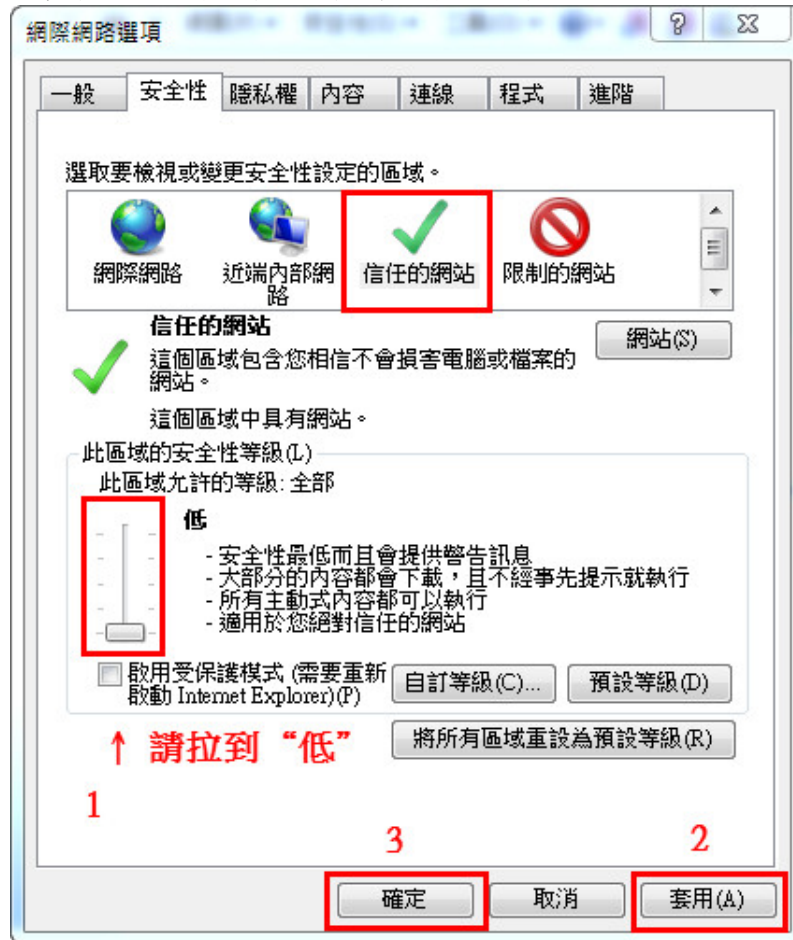 網際網路選項
一般 安全性 隱私權 內容 連線 程式 進階
選取要檢視或變更安全性設定的區域。
網際網路 近端內部網路 信任的網站 限制的網站
信任的網站
網站(S)
這個區域包含您相信不會損害電腦或檔案的
網站。
這個區域中具有網站。
此區域的安全性等級(L)
此區域允許的等級: 全部
低
- 安全性最低而且會提供警告訊息
- 大部分的內容都會下載，且不經事先提示就執行
- 所有主動式內容都可以執行
- 適用於您絕對信任的網站
啟用受保護模式 (需要重新
啟動 Internet Explorer)(P)
自訂等級(C)... 預設等級(D)
↑ 請拉到“低”
將所有區域重設為預設等級(R)
1
3 2
確定 取消 套用(A)